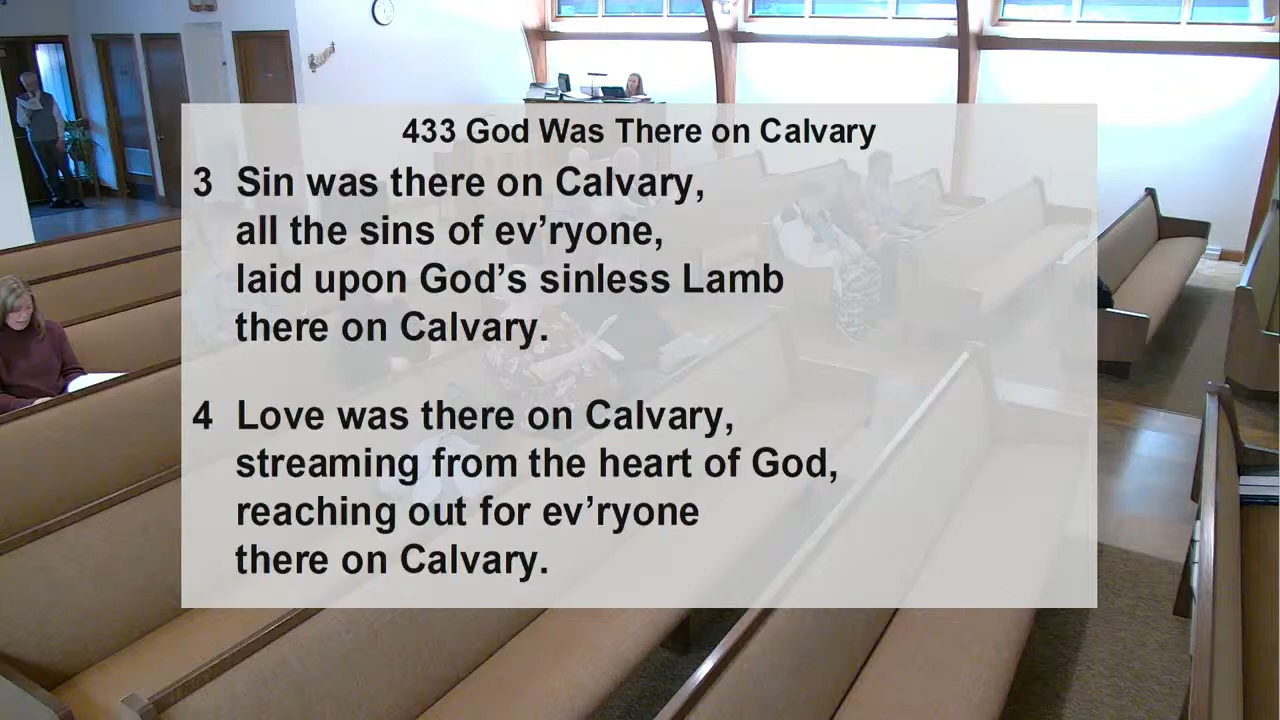 433 God Was There on Calvary
3 Sin was there on Calvary,
all the sins of ev’ryone,
laid upon God’s sinless Lamb
there on Calvary.
4 Love was there on Calvary,
streaming from the heart of God,
reaching out for ev’ryone
there on Calvary.